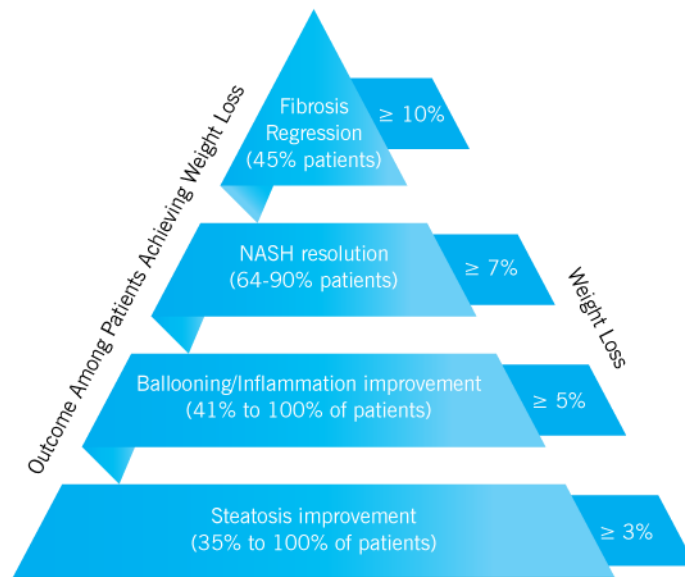 Outcome Among Patients Achieving Weight Loss
Fibrosis
Regression
(45% patients)
≥ 10%
NASH resolution
(64-90% patients)
≥ 7%
Weight Loss
Ballooning/Inflammation improvement
(41% to 100% of patients)
≥ 5%
Steatosis improvement
(35% to 100% of patients)
≥ 3%